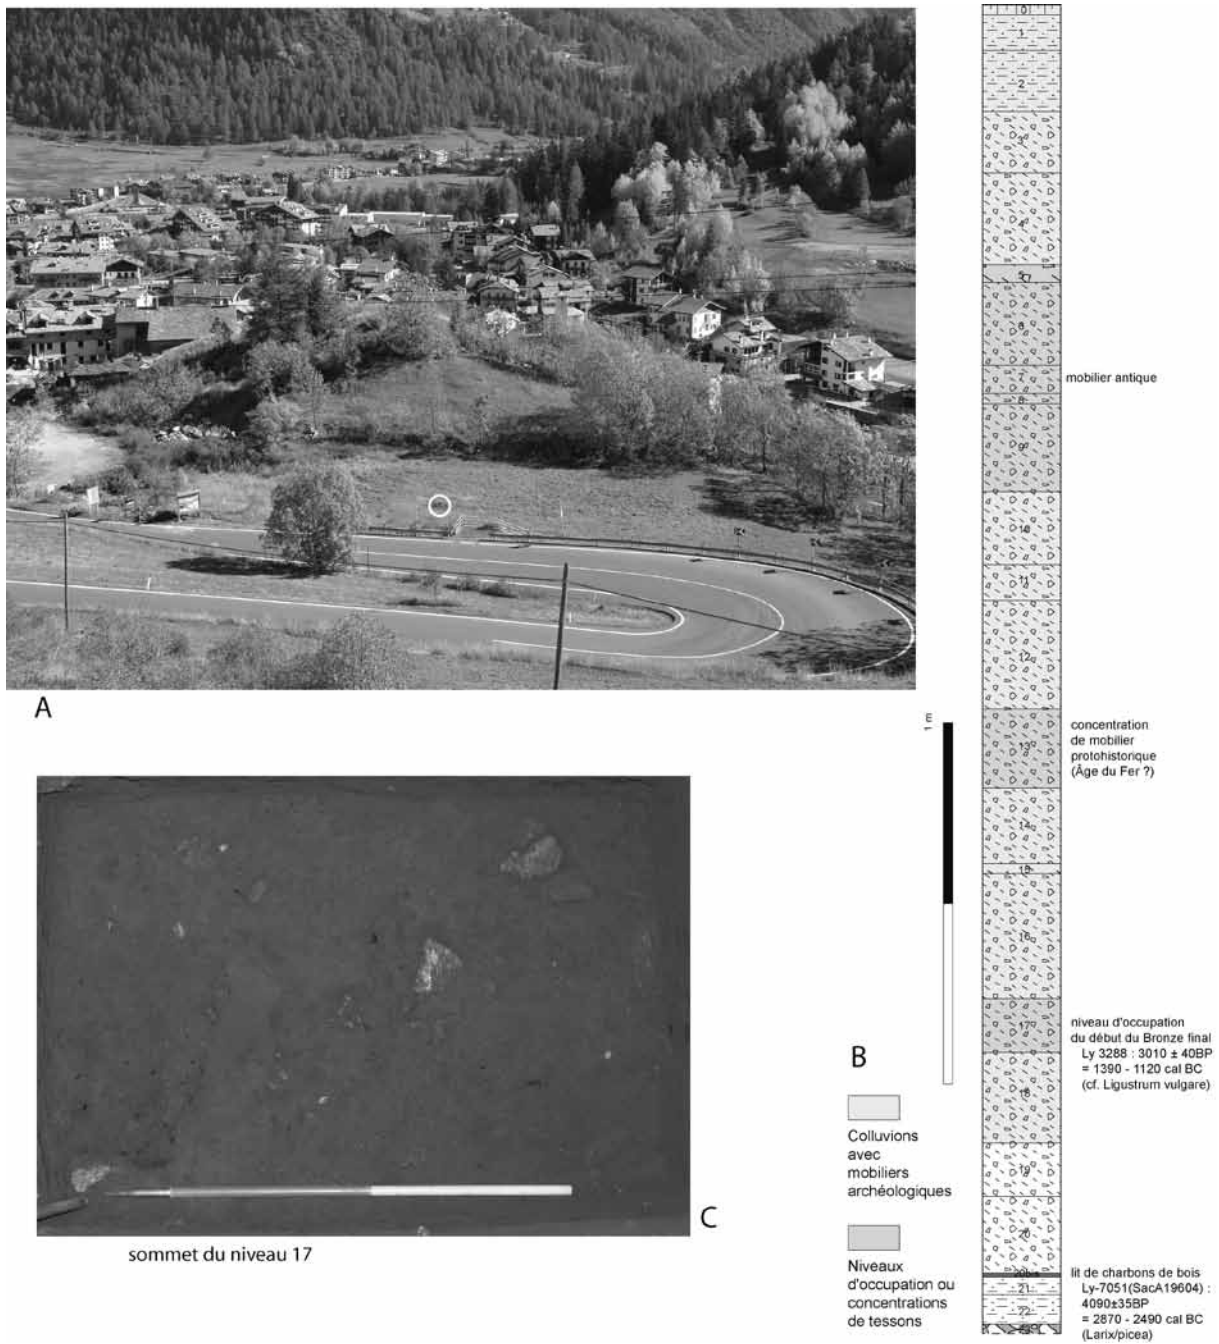 A
sommet du niveau 17
C
B
1 m
Colluvions
avec
mobiliers
archéologiques
Niveaux
d'occupation ou
concentrations
de tessons
0
1
2
3
4
5
6
7
mobilier antique
8
9
10
11
12
13
concentration
de mobilier
protohistorique
(Âge du Fer ?)
14
15
16
17
niveau d'occupation
du début du Bronze final
Ly 3288 : 3010 ± 40BP
= 1390 - 1120 cal BC
(cf. Ligustrum vulgare)
18
19
20
20bis
lit de charbons de bois
21
Ly-7051(SacA19604) :
4090±35BP
22
= 2870 - 2490 cal BC
(Larix/picea)